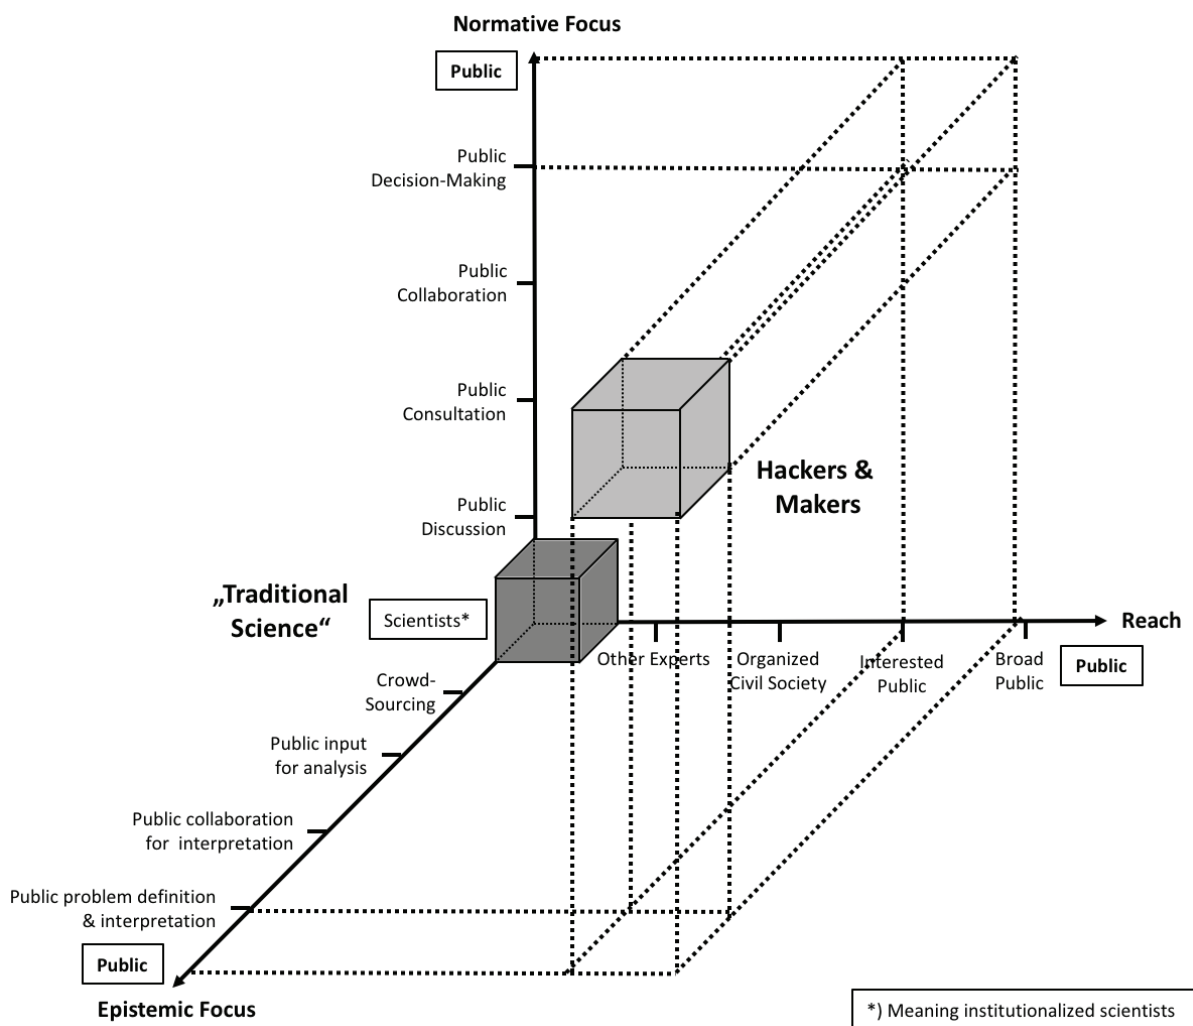 Normative Focus
Public
Public
Decision-Making
Public
Collaboration
Public
Consultation
Public
Discussion
Hackers &
Makers
„Traditional
Science“
Scientists*
Reach
Other Experts
Organized
Civil Society
Interested
Public
Broad
Public
Public
Crowd-
Sourcing
Public input
for analysis
Public collaboration
for interpretation
Public problem definition
& interpretation
Public
Epistemic Focus
*) Meaning institutionalized scientists